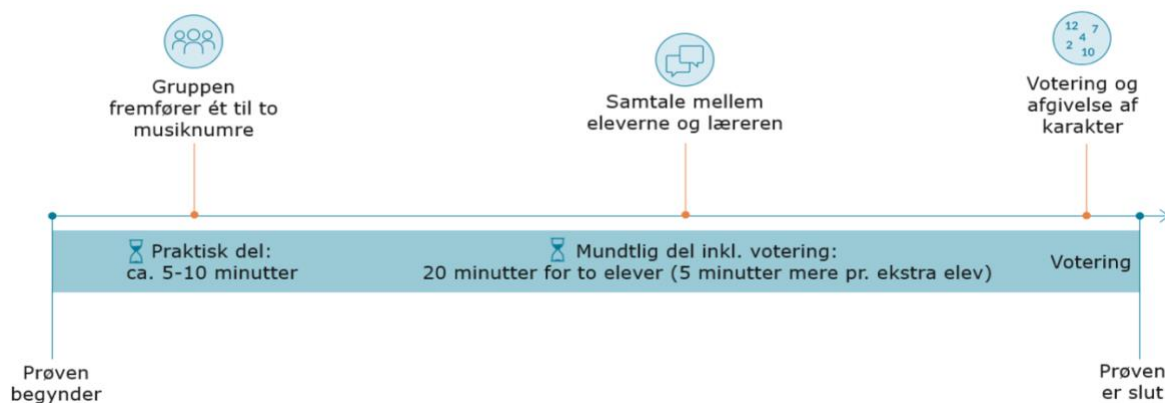 12
7
4
2
10
Gruppen
fremfører ét til to
musiknumre
Samtale mellem
eleverne og læreren
Votering og
afgivelse af
karakter
Praktisk del:
ca. 5-10 minutter
Mundtlig del inkl. votering:
20 minutter for to elever (5 minutter mere pr. ekstra elev)
Votering
Prøven
begynder
Prøven
er slut